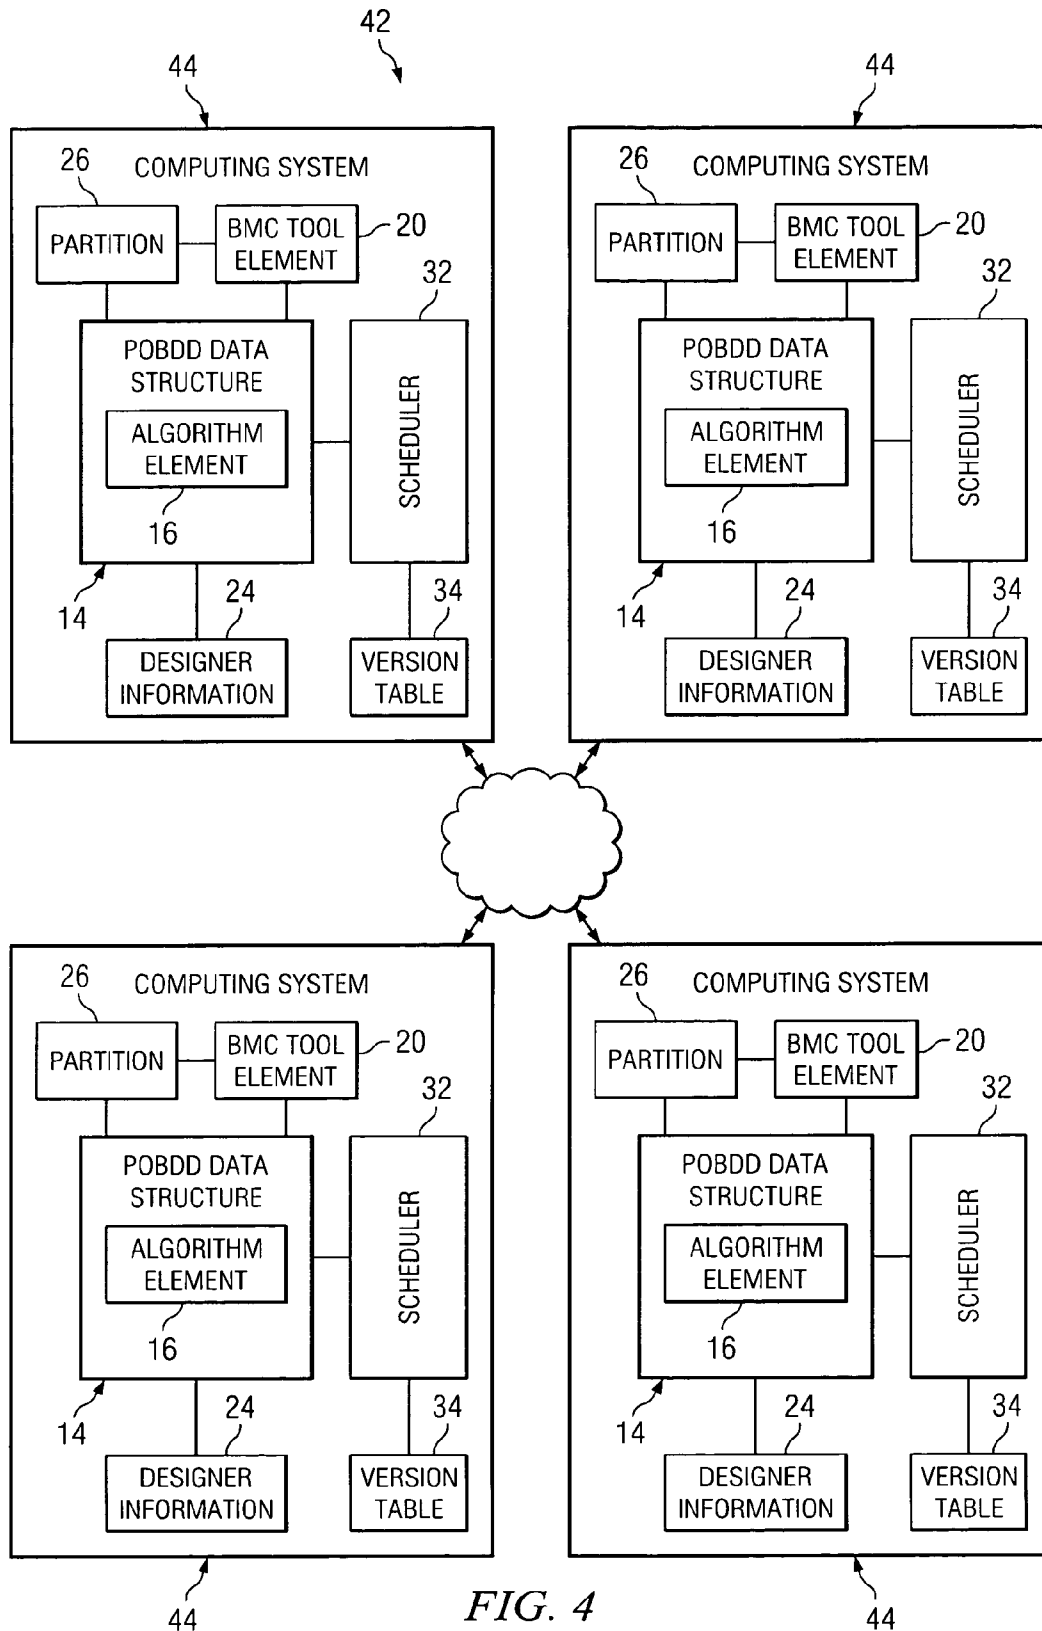 42
44
44
COMPUTING SYSTEM
26
PARTITION
BMC TOOL
ELEMENT
20
32
POBDD DATA
STRUCTURE
ALGORITHM
ELEMENT
16
SCHEDULER
14
24
34
DESIGNER
INFORMATION
VERSION
TABLE
COMPUTING SYSTEM
26
PARTITION
BMC TOOL
ELEMENT
20
32
POBDD DATA
STRUCTURE
ALGORITHM
ELEMENT
16
SCHEDULER
14
24
34
DESIGNER
INFORMATION
VERSION
TABLE
COMPUTING SYSTEM
26
PARTITION
BMC TOOL
ELEMENT
20
32
POBDD DATA
STRUCTURE
ALGORITHM
ELEMENT
16
SCHEDULER
14
24
34
DESIGNER
INFORMATION
VERSION
TABLE
COMPUTING SYSTEM
26
PARTITION
BMC TOOL
ELEMENT
20
32
POBDD DATA
STRUCTURE
ALGORITHM
ELEMENT
16
SCHEDULER
14
24
34
DESIGNER
INFORMATION
VERSION
TABLE
44
FIG. 4
44